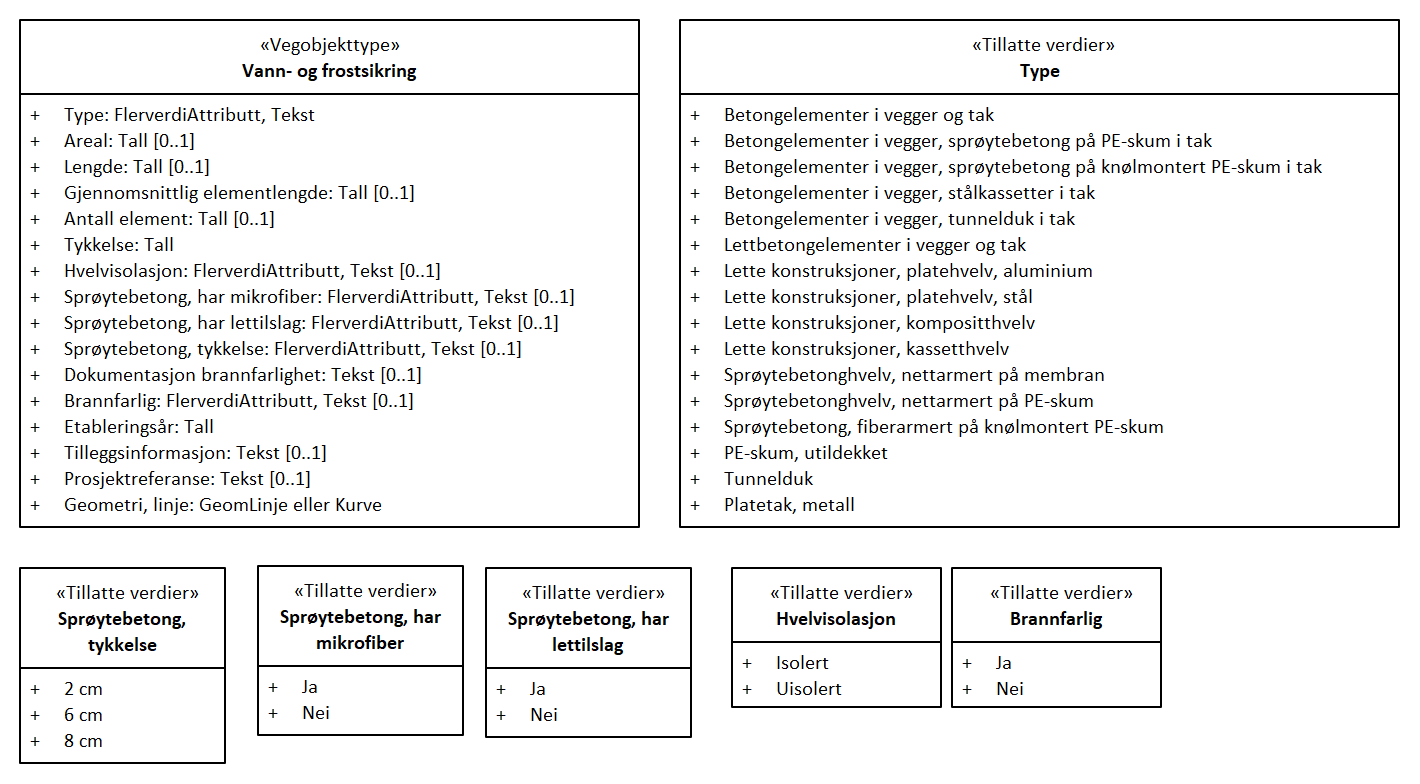 «Vegobjekttype»
Vann- og frostsikring
+ Type: FlerverdiAttributt, Tekst
+ Areal: Tall [0..1]
+ Lengde: Tall [0..1]
+ Gjennomsnittlig elementlengde: Tall [0..1]
+ Antall element: Tall [0..1]
+ Tykkelse: Tall
+ Hvelvisolasjon: FlerverdiAttributt, Tekst [0..1]
+ Sprøytebetong, har mikrofiber: FlerverdiAttributt, Tekst [0..1]
+ Sprøytebetong, har lettilslag: FlerverdiAttributt, Tekst [0..1]
+ Sprøytebetong, tykkelse: FlerverdiAttributt, Tekst [0..1]
+ Dokumentasjon brannfarlighet: Tekst [0..1]
+ Brannfarlig: FlerverdiAttributt, Tekst [0..1]
+ Etableringsår: Tall
+ Tilleggsinformasjon: Tekst [0..1]
+ Prosjektreferanse: Tekst [0..1]
+ Geometri, linje: GeomLinje eller Kurve
«Tillatte verdier»
Type
+ Betongelementer i vegger og tak
+ Betongelementer i vegger, sprøytebetong på PE-skum i tak
+ Betongelementer i vegger, sprøytebetong på knølmontert PE-skum i tak
+ Betongelementer i vegger, stålkassetter i tak
+ Betongelementer i vegger, tunnelduk i tak
+ Lettbetongelementer i vegger og tak
+ Lette konstruksjoner, platehvelv, aluminium
+ Lette konstruksjoner, platehvelv, stål
+ Lette konstruksjoner, kompositthvelv
+ Lette konstruksjoner, kassetthvelv
+ Sprøytebetonghvelv, nettarmert på membran
+ Sprøytebetonghvelv, nettarmert på PE-skum
+ Sprøytebetong, fiberarmert på knølmontert PE-skum
+ PE-skum, utildekket
+ Tunnelduk
+ Platetak, metall
«Tillatte verdier»
Sprøytebetong,
tykkelse
+ 2 cm
+ 6 cm
+ 8 cm
«Tillatte verdier»
Sprøytebetong, har
mikrofiber
+ Ja
+ Nei
«Tillatte verdier»
Sprøytebetong, har
lettilslag
+ Ja
+ Nei
«Tillatte verdier»
Hvelvisolasjon
+ Isolert
+ Uisolert
«Tillatte verdier»
Brannfarlig
+ Ja
+ Nei